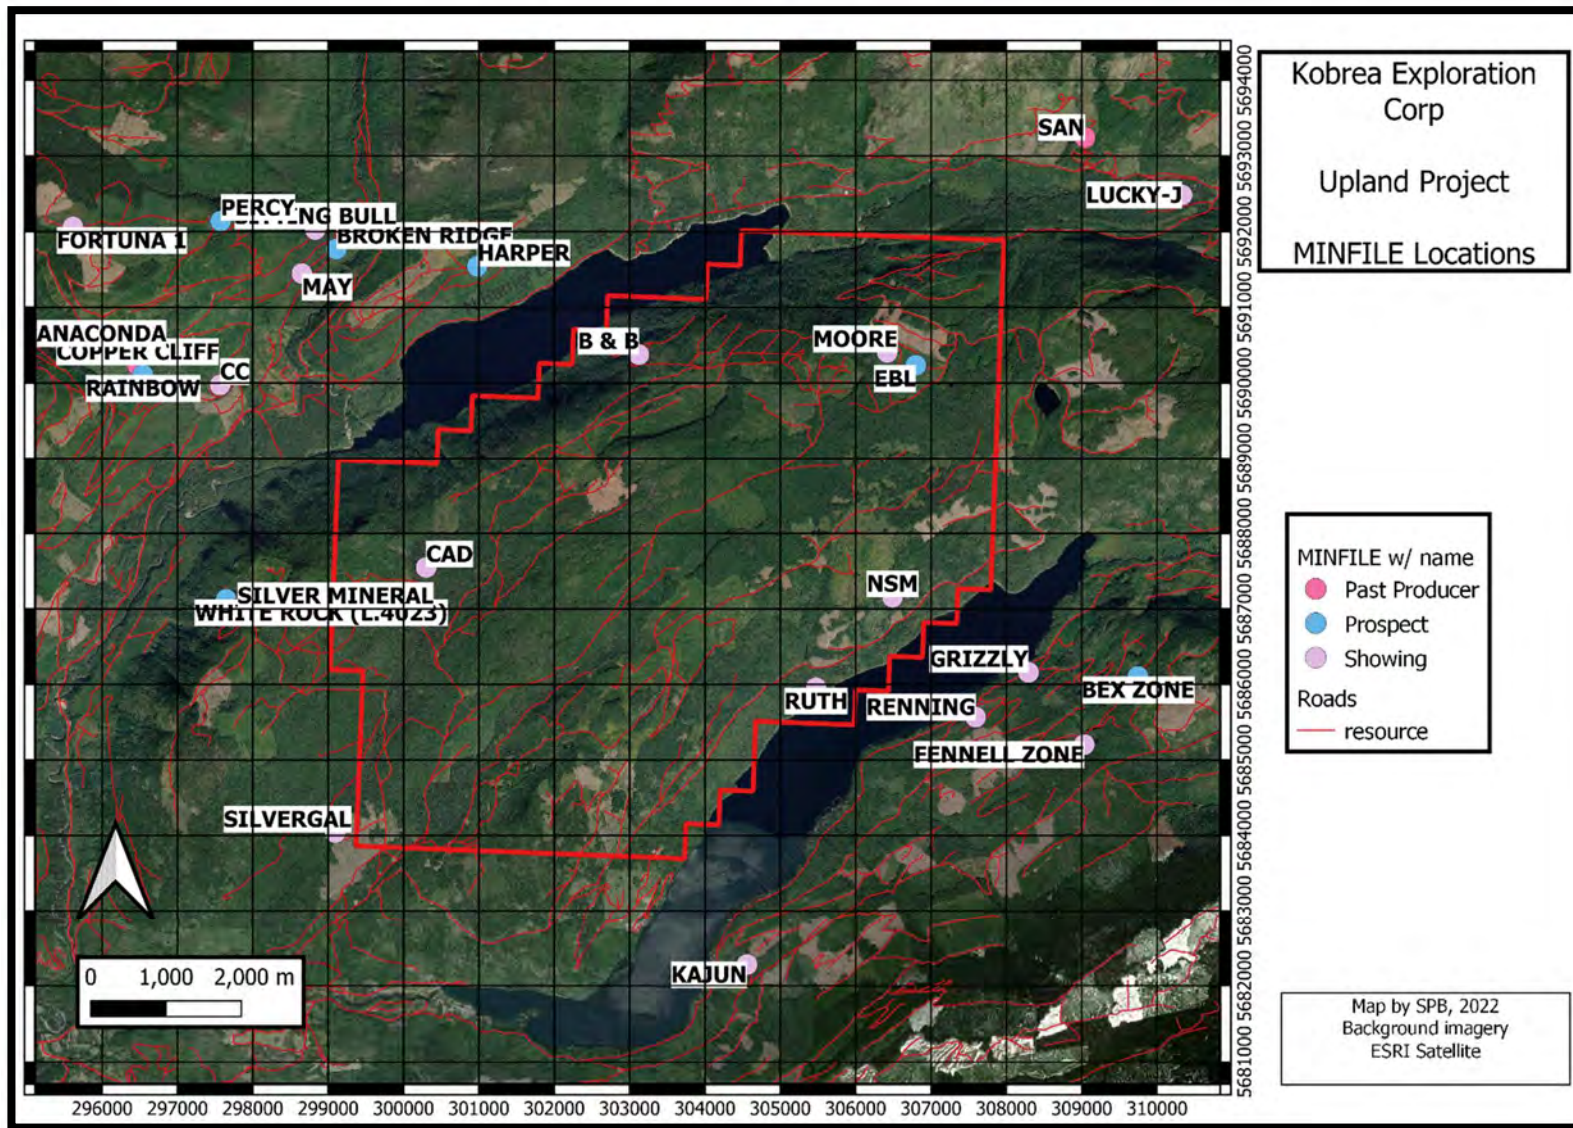 Kobrea Exploration
Corp
Upland Project
MINFILE Locations
SAN
LUCKY-J
PERCY
BULL
FORTUNA 1
BROKEN RIDGE
HARPER
MAY
ANACONDA
COPPER CLIFF
RAINBOW
CC
B & B
MOORE
EBL
CAD
SILVER MINERAL
WHITE ROCK (L.4023)
NSM
GRIZZLY
RUTH
RENNING
BEX ZONE
FENNELL ZONE
SILVERGAL
KAJUN
0 1,000 2,000 m
296000 297000 298000 299000 300000 301000 302000 303000 304000 305000 306000 307000 308000 309000 310000
5694000
5693000
5692000
5691000
5690000
5689000
5688000
5687000
5686000
5685000
5684000
5683000
5682000
5681000
MINFILE w/ name
Past Producer
Prospect
Showing
Roads
resource
Map by SPB, 2022
Background imagery
ESRI Satellite